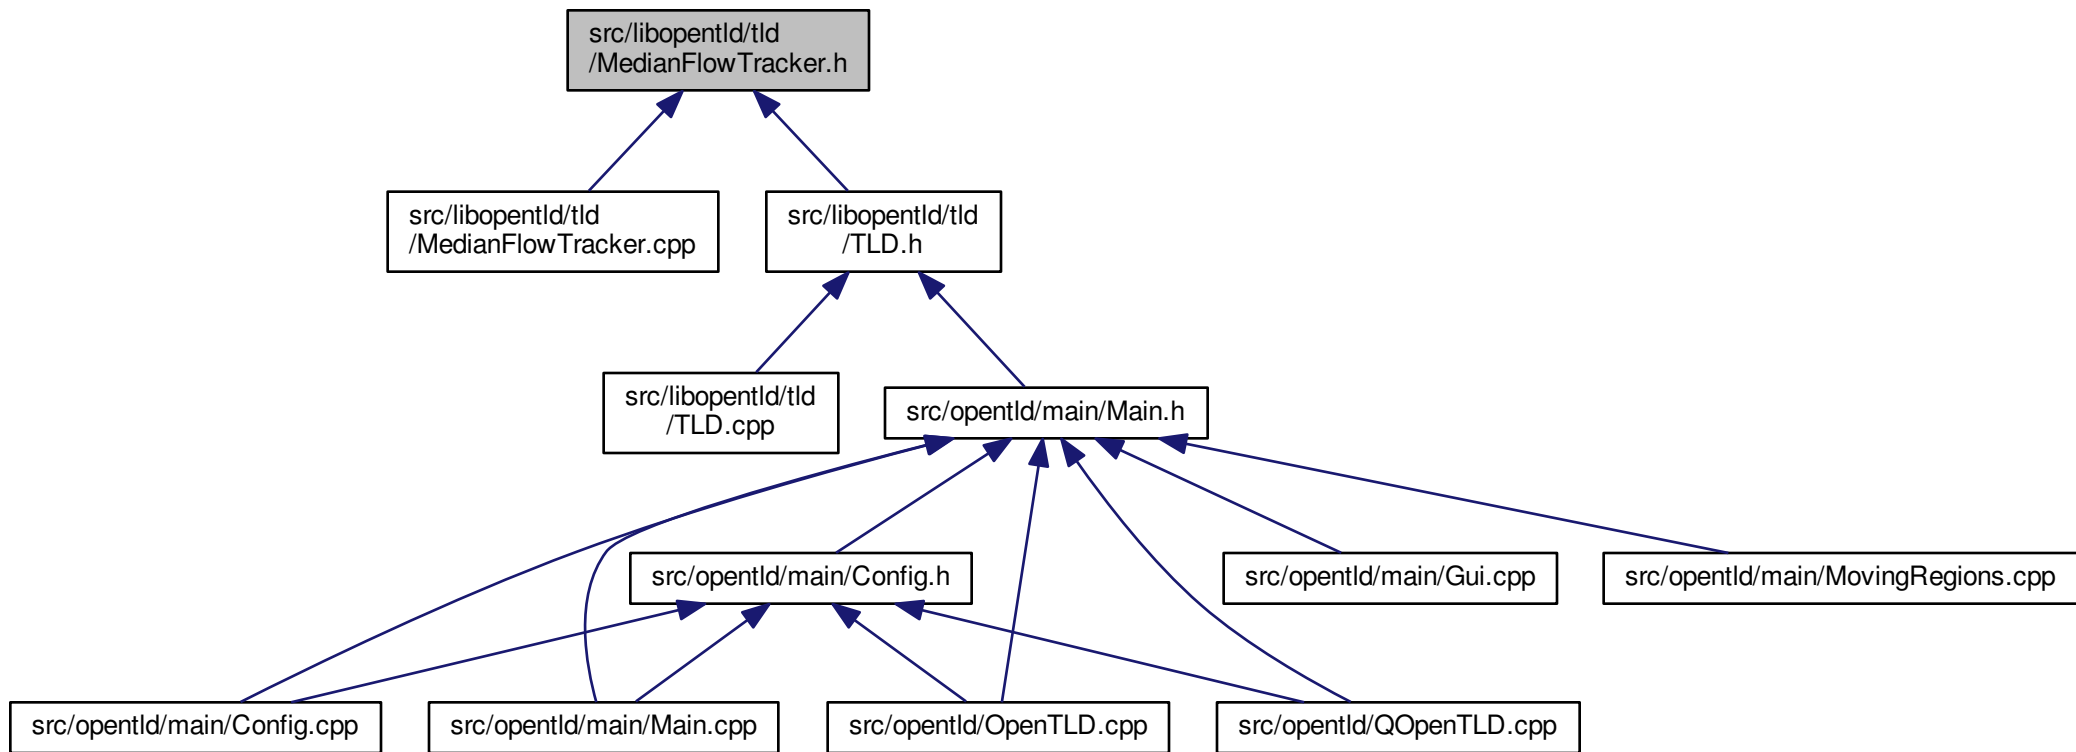 src/libopentld/tld
/MedianFlowTracker.h
src/libopentld/tld
/MedianFlowTracker.cpp
src/libopentld/tld
/TLD.h
src/libopentld/tld
/TLD.cpp
src/opentld/main/Main.h
src/opentld/main/Config.h
src/opentld/main/Gui.cpp
src/opentld/main/MovingRegions.cpp
src/opentld/main/Config.cpp
src/opentld/main/Main.cpp
src/opentld/OpenTLD.cpp
src/opentld/QOpenTLD.cpp